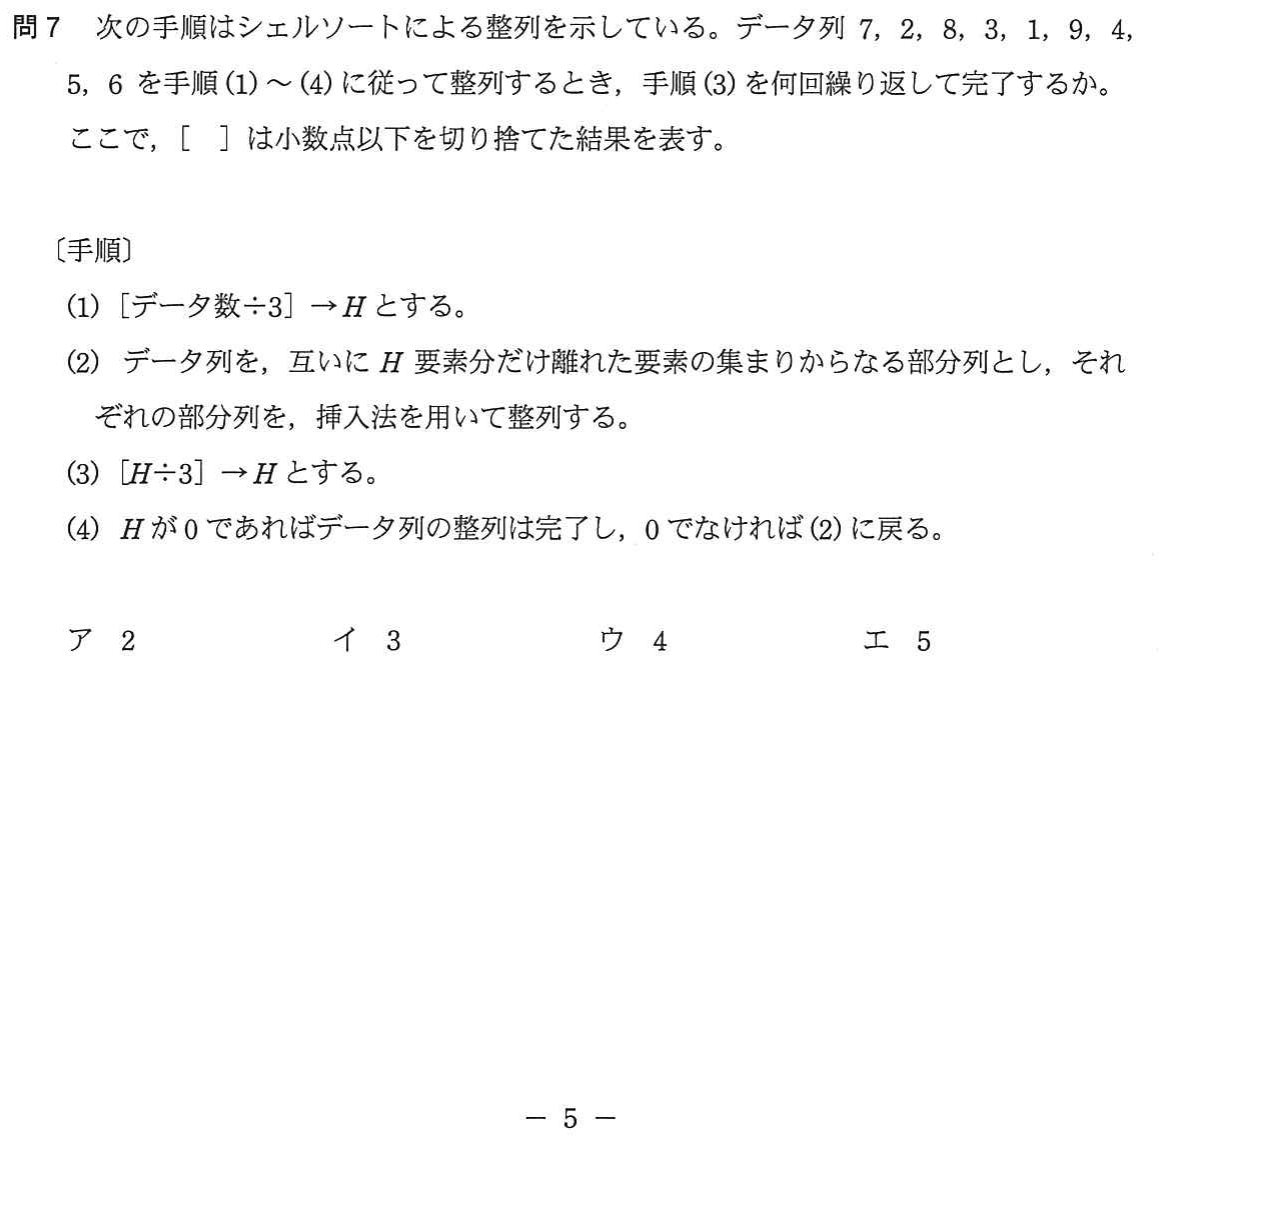 問7 次の手順はシェルソートによる整列を示している。データ列 7, 2, 8, 3, 1, 9, 4,
5, 6 を手順(1)～(4)に従って整列するとき，手順(3)を何回繰り返して完了するか。
ここで，[ ]は小数点以下を切り捨てた結果を表す。
〔手順〕
(1) [データ数÷3] →H とする。
(2) データ列を，互いに H 要素分だけ離れた要素の集まりからなる部分列とし，それ
ぞれの部分列を，挿入法を用いて整列する。
(3) [H÷3] →H とする。
(4) H が 0 であればデータ列の整列は完了し，0 でなければ(2)に戻る。
ア 2 イ 3 ウ 4 エ 5
－ 5 －